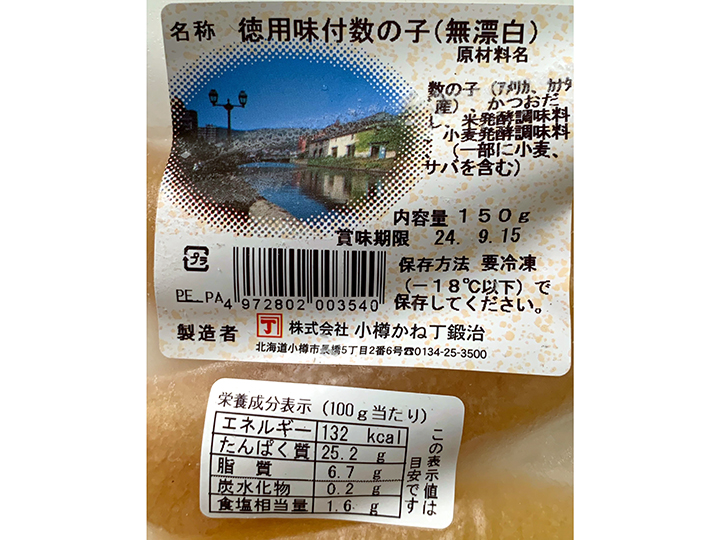 名称 徳用味付数の子(無漂白)
原材料名
数の子(アメリカ、カナダ
産)、かつおだ
し、米発酵調味料
、小麦発酵調味料
(一部に小麦、
サバを含む)
内容量 150g
賞味期限 24. 9.15
保存方法 要冷凍
(-18℃以下)で
保存してください。
プラ
PE PA
4 972802 003540
製造者 丁 株式会社 小樽かね丁鍛治
北海道小樽市長橋5丁目2番6号☎0134-25-3500
栄養成分表示(100g当たり)
エネルギー 132 kcal
たんぱく質 25.2 g
脂質 6.7 g
炭水化物 0.2 g
食塩相当量 1.6 g
この表示値は
目安です